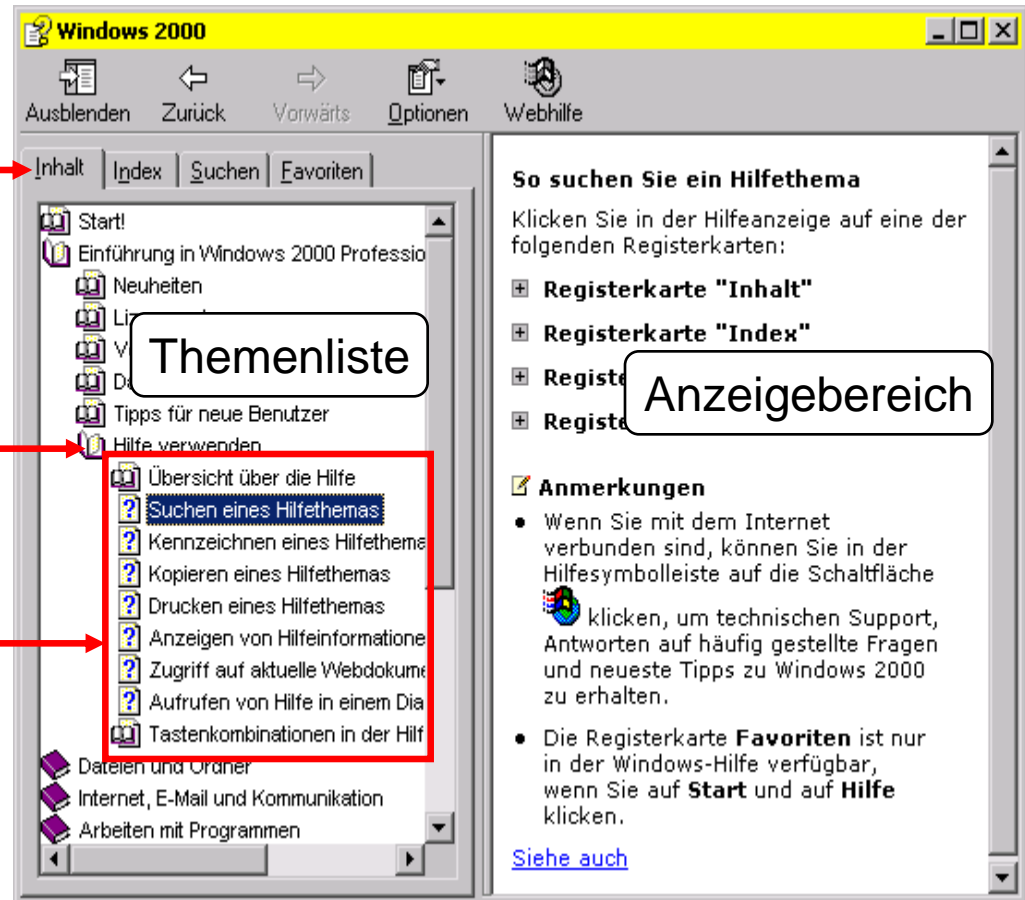 Windows 2000
Ausblenden Zurück Vorwärts Optionen Webhilfe
Inhalt Index Suchen Favoriten
Start!
Einführung in Windows 2000 Professio
Neuheiten
Themenliste
Tipps für neue Benutzer
Hilfe verwenden
Übersicht über die Hilfe
Suchen eines Hilfethemas
Kennzeichnen eines Hilfethema
Kopieren eines Hilfethemas
Drucken eines Hilfethemas
Anzeigen von Hilfeinformatione
Zugriff auf aktuelle Webdokume
Aufrufen von Hilfe in einem Dia
Tastenkombinationen in der Hilf
Dateien und Ordner
Internet, E-Mail und Kommunikation
Arbeiten mit Programmen
So suchen Sie ein Hilfethema
Klicken Sie in der Hilfeanzeige auf eine der
folgenden Registerkarten:
Registerkarte "Inhalt"
Registerkarte "Index"
Registe
Anzeigebereich
Registe
Anmerkungen
• Wenn Sie mit dem Internet
verbunden sind, können Sie in der
Hilfesymbolleiste auf die Schaltfläche
klicken, um technischen Support,
Antworten auf häufig gestellte Fragen
und neueste Tipps zu Windows 2000
zu erhalten.
• Die Registerkarte Favoriten ist nur
in der Windows-Hilfe verfügbar,
wenn Sie auf Start und auf Hilfe
klicken.
Siehe auch